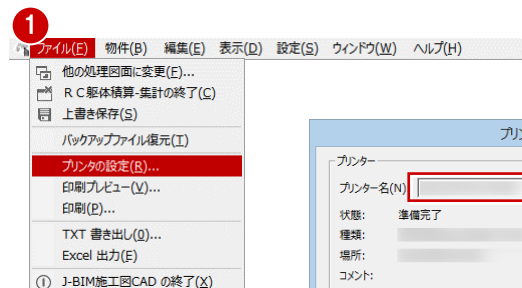 1
ファイル(F) 物件(B) 編集(E) 表示(D) 設定(S) ウィンドウ(W) ヘルプ(H)
他の処理図面に変更(F)...
ＲＣ躯体積算-集計の終了(C)
上書き保存(S)
バックアップファイル復元(T)
プリンタの設定(R)...
印刷プレビュー(V)...
印刷(P)...
TXT 書き出し(0)...
Excel 出力(E)
J-BIM施工図CAD の終了(X)
プリンター
プリンター名(N)
状態: 準備完了
種類:
場所:
コメント: